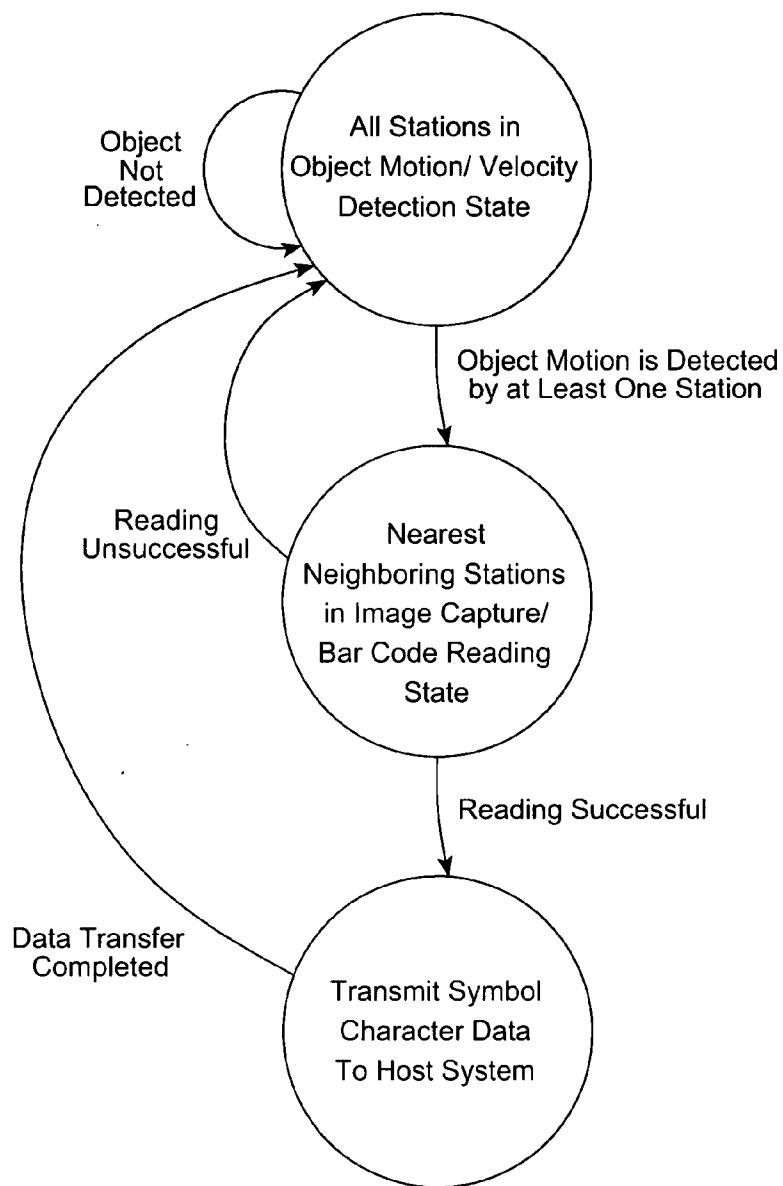 All Stations in
Object Motion/ Velocity
Detection State
Object
Not
Detected
Object Motion is Detected
by at Least One Station
Reading
Unsuccessful
Nearest
Neighboring Stations
in Image Capture/
Bar Code Reading
State
Reading Successful
Data Transfer
Completed
Transmit Symbol
Character Data
To Host System